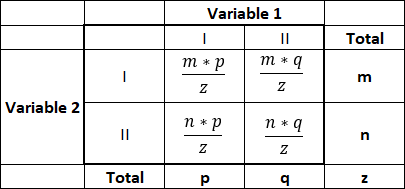 Variable 1
I II Total
Variable 2 I m * p / z m * q / z m
II n * p / z n * q / z n
Total p q z